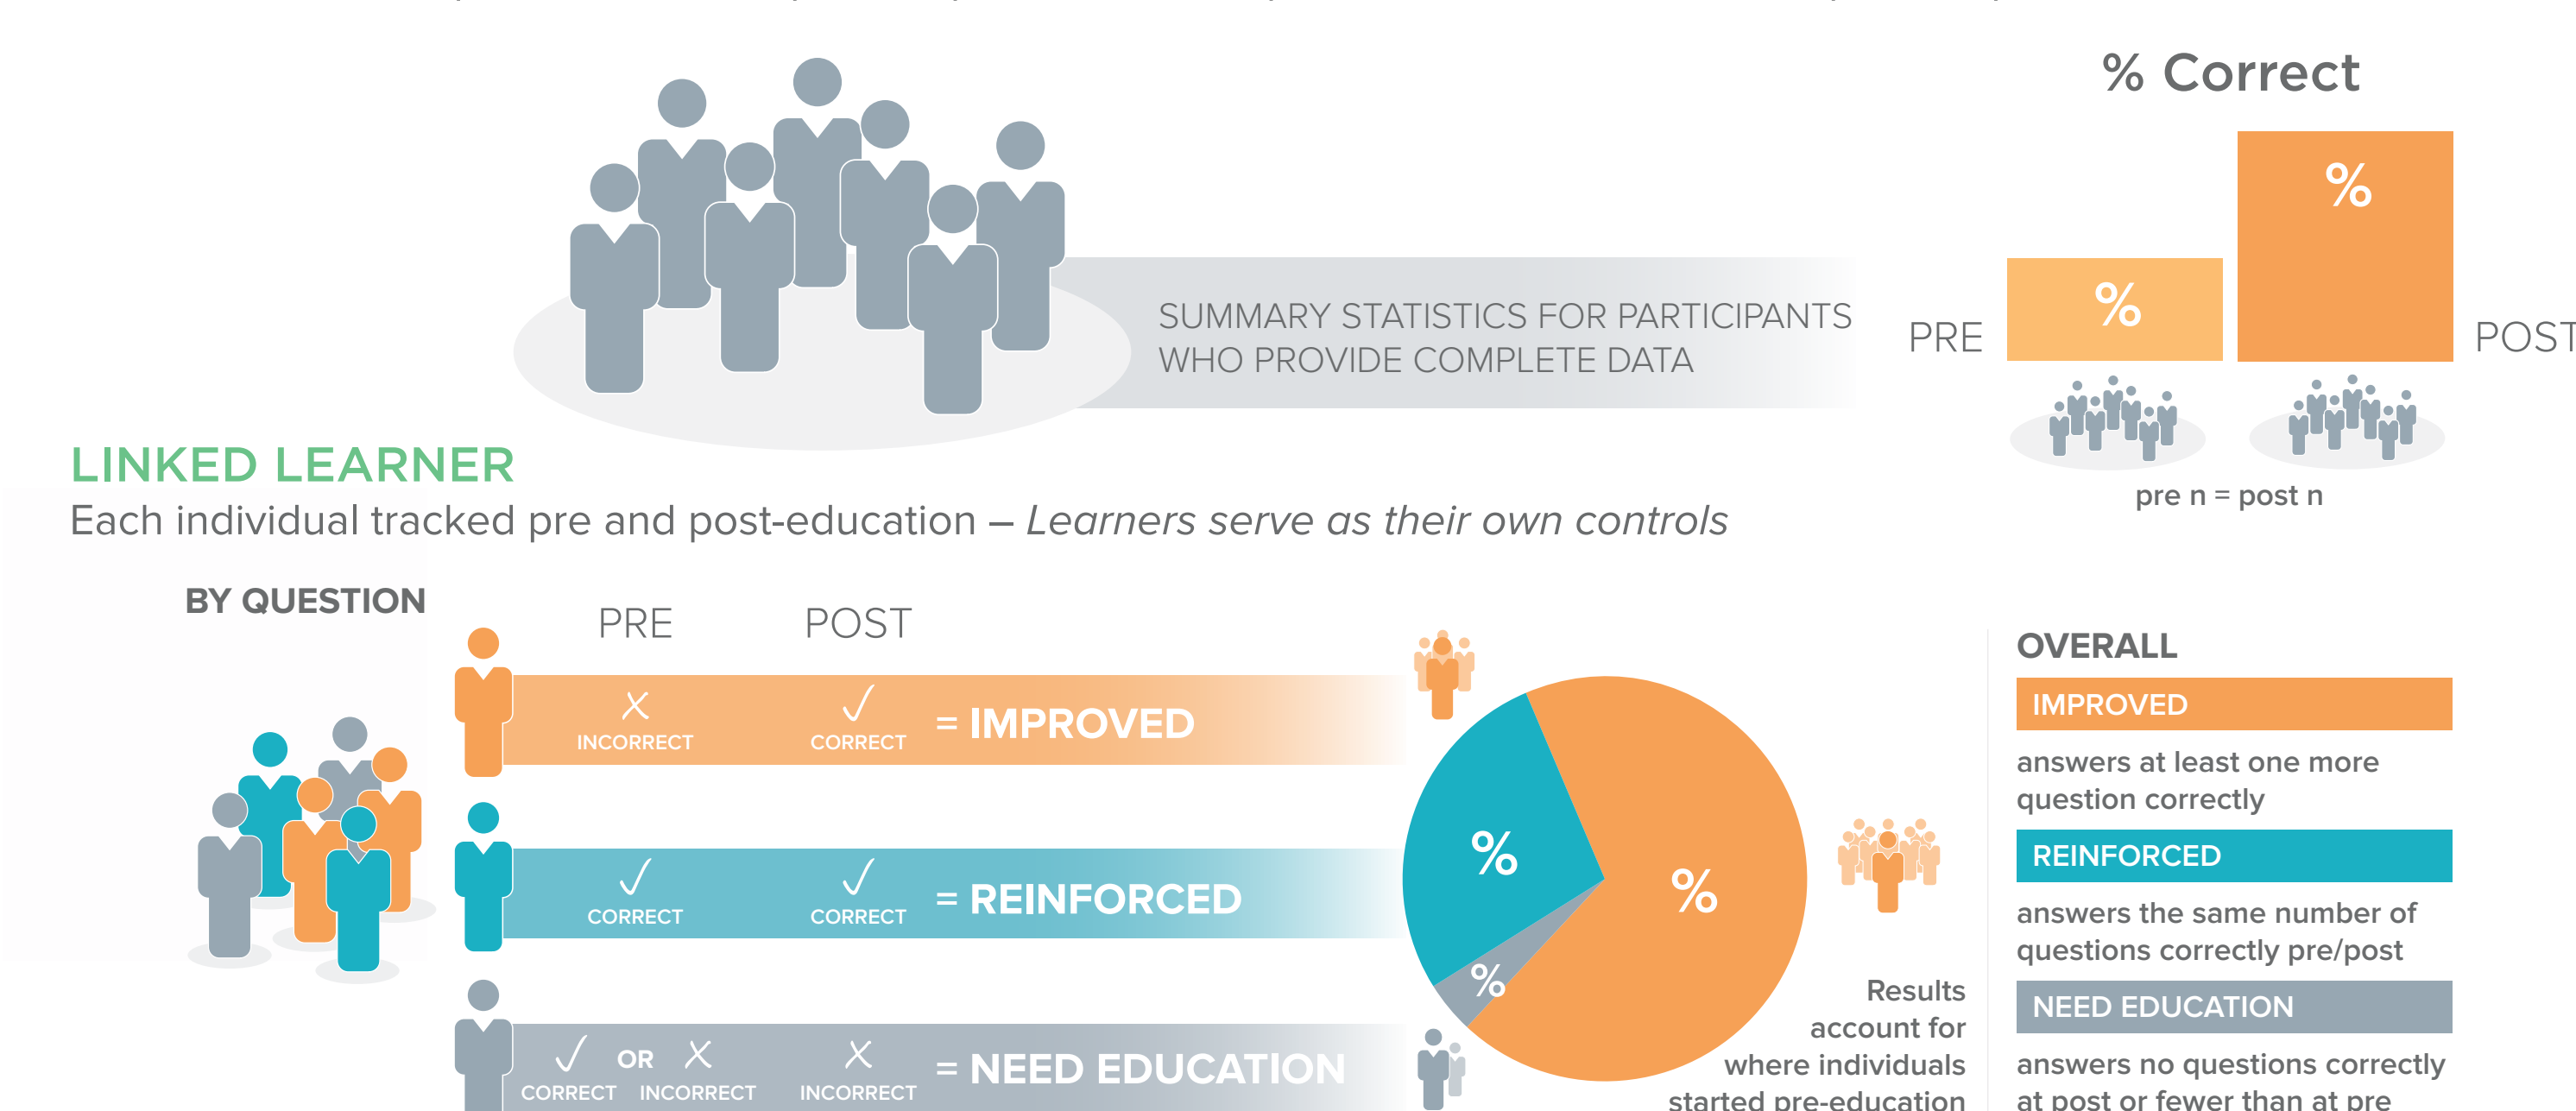 % Correct
%
%
SUMMARY STATISTICS FOR PARTICIPANTS
WHO PROVIDE COMPLETE DATA
PRE
POST
pre n = post n
LINKED LEARNER
Each individual tracked pre and post-education – Learners serve as their own controls
BY QUESTION
PRE
POST
INCORRECT
CORRECT
= IMPROVED
CORRECT
CORRECT
= REINFORCED
OR
CORRECT
INCORRECT
INCORRECT
= NEED EDUCATION
%
%
%
Results
account for
where individuals
started pre-education
OVERALL
IMPROVED
answers at least one more
question correctly
REINFORCED
answers the same number of
questions correctly pre/post
NEED EDUCATION
answers no questions correctly
at post or fewer than at pre